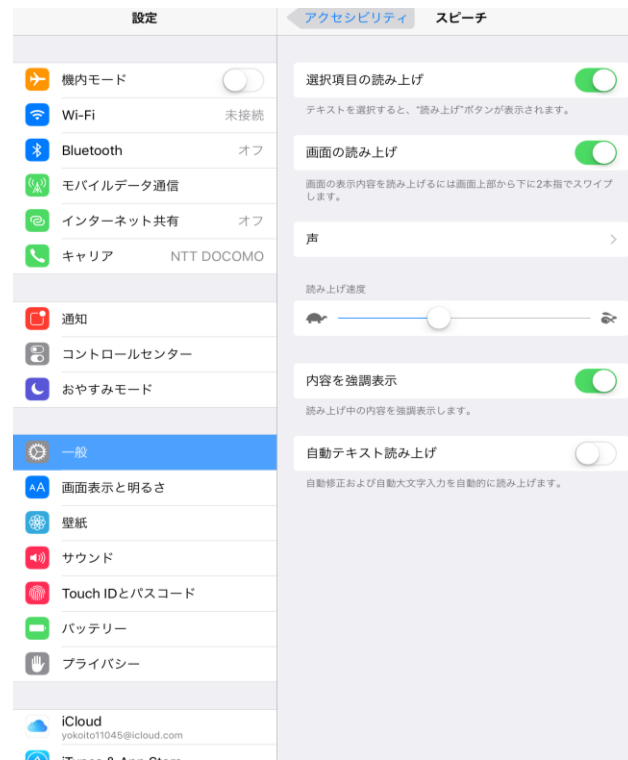 設定
機内モード
Wi-Fi 未接続
Bluetooth オフ
モバイルデータ通信
インターネット共有 オフ
キャリア NTT DOCOMO
通知
コントロールセンター
おやすみモード
一般
AA 画面表示と明るさ
壁紙
サウンド
Touch IDとパスコード
バッテリー
プライバシー
iCloud
yokoito11045@icloud.com
iTunes & App Store
アクセシビリティ スピーチ
選択項目の読み上げ
テキストを選択すると、“読み上げ”ボタンが表示されます。
画面の読み上げ
画面の表示内容を読み上げるには画面上部から下に2本指でスワイプ
します。
声
読み上げ速度
内容を強調表示
読み上げ中の内容を強調表示します。
自動テキスト読み上げ
自動修正および自動大文字入力を自動的に読み上げます。